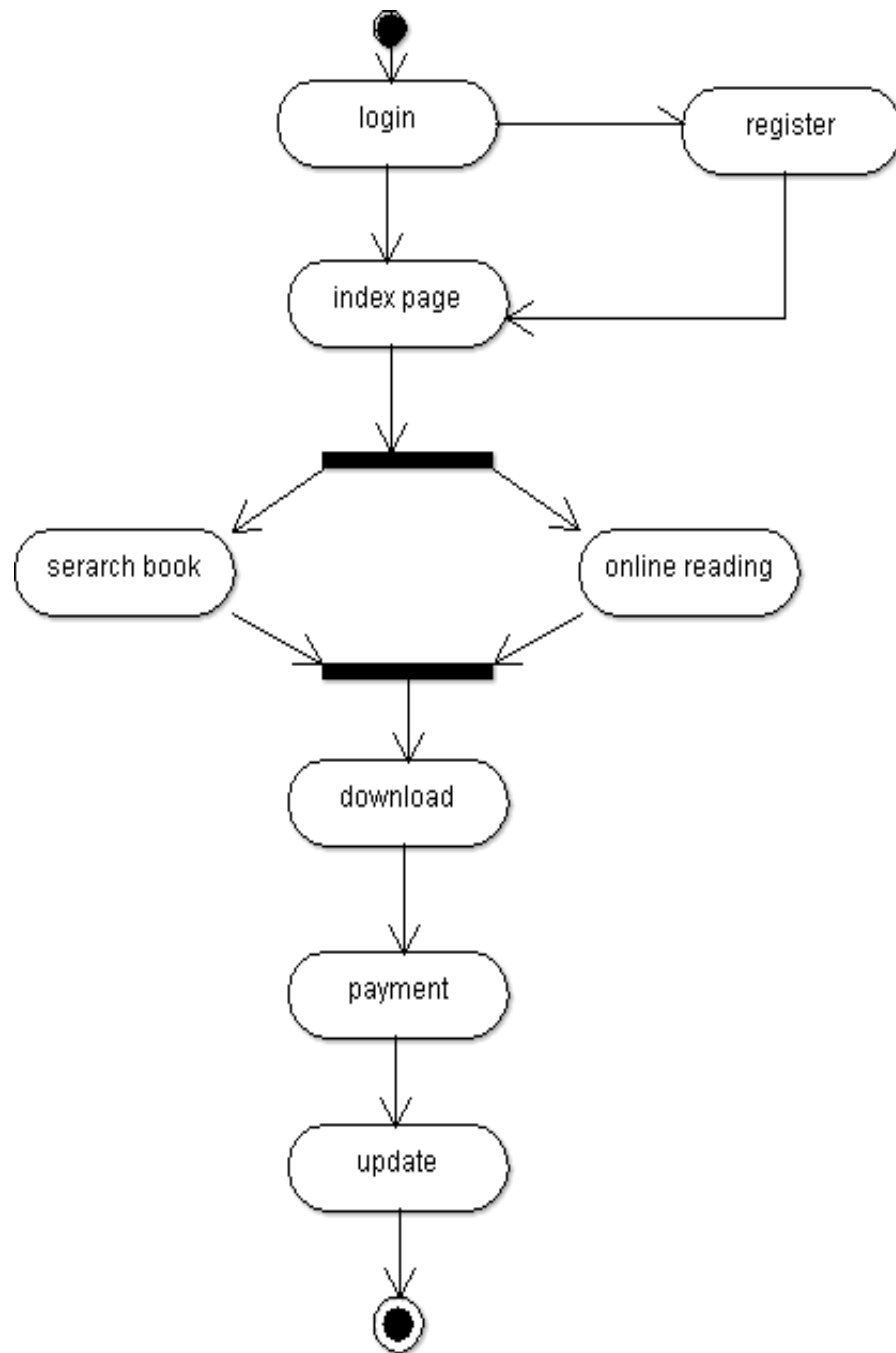 login
register
index page
serarch book
online reading
download
payment
update